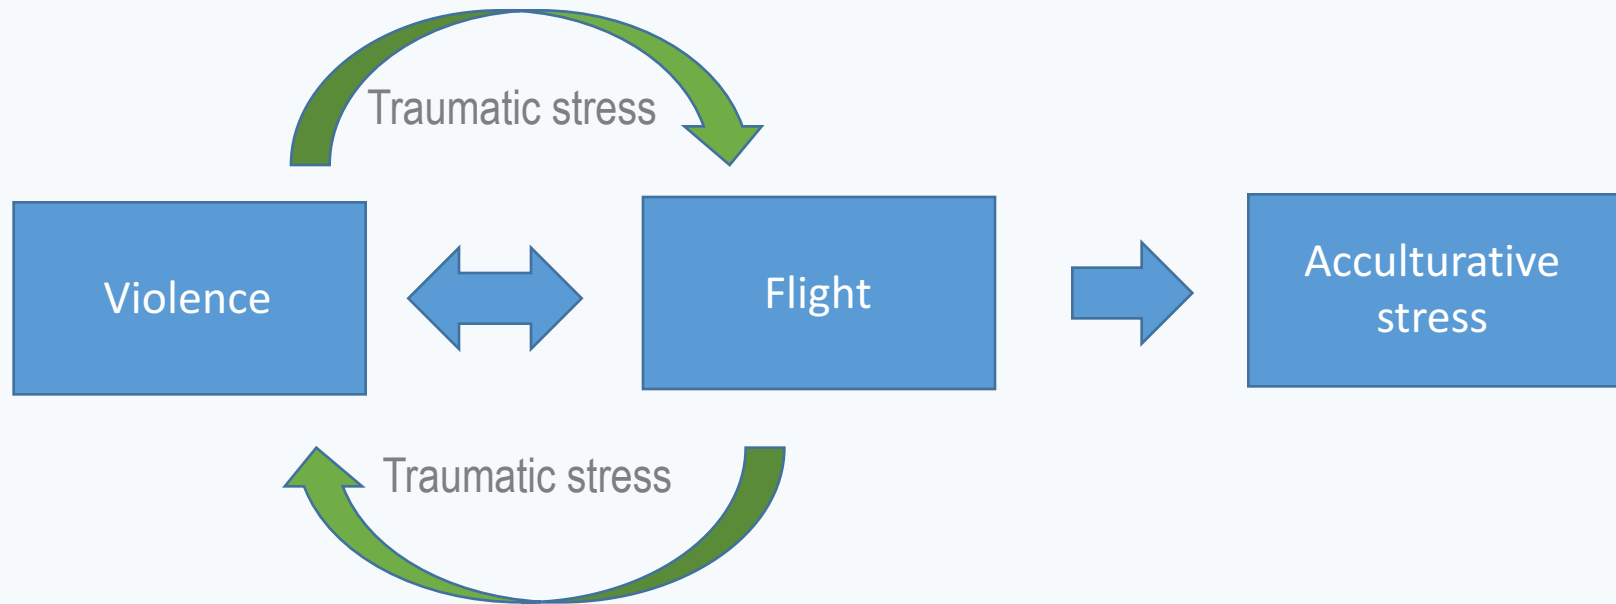 Traumatic stress
Violence
Flight
Acculturative
stress
Traumatic stress